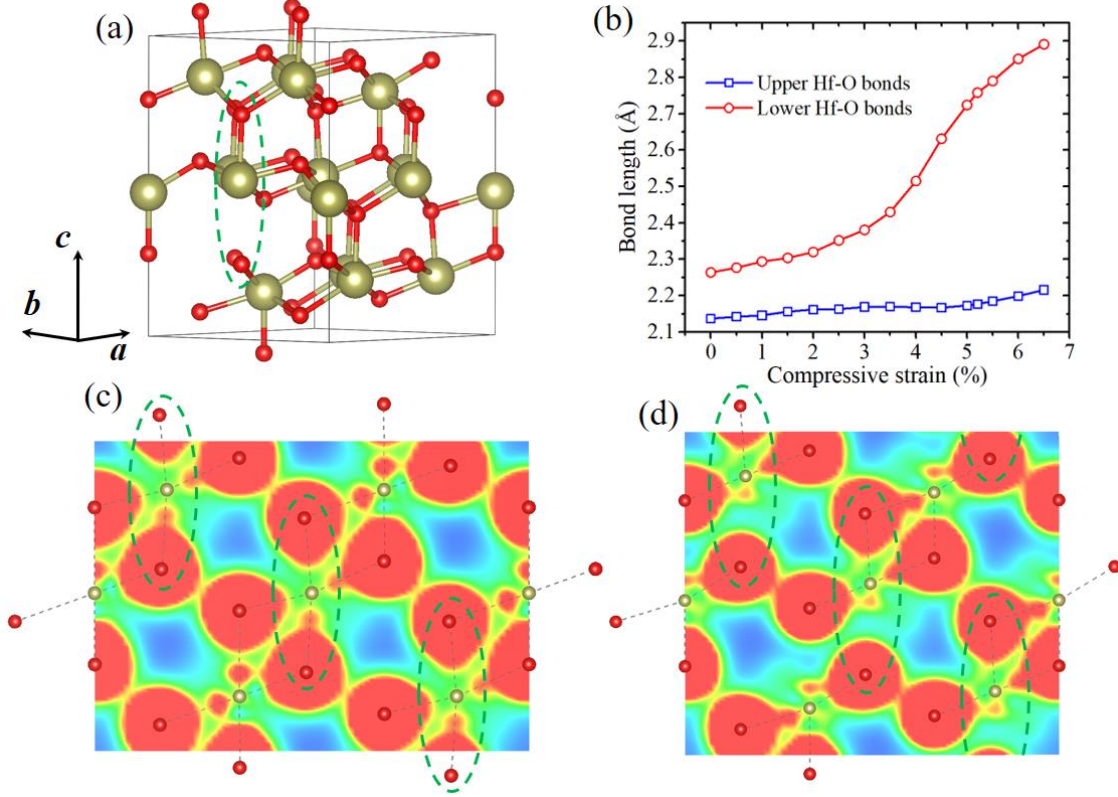 (a)
c
b
a
(b)
2.9
2.8
2.7
2.6
2.5
2.4
2.3
2.2
2.1
Bond length (Å)
Upper Hf-O bonds
Lower Hf-O bonds
0 1 2 3 4 5 6 7
Compressive strain (%)
(c)
(d)